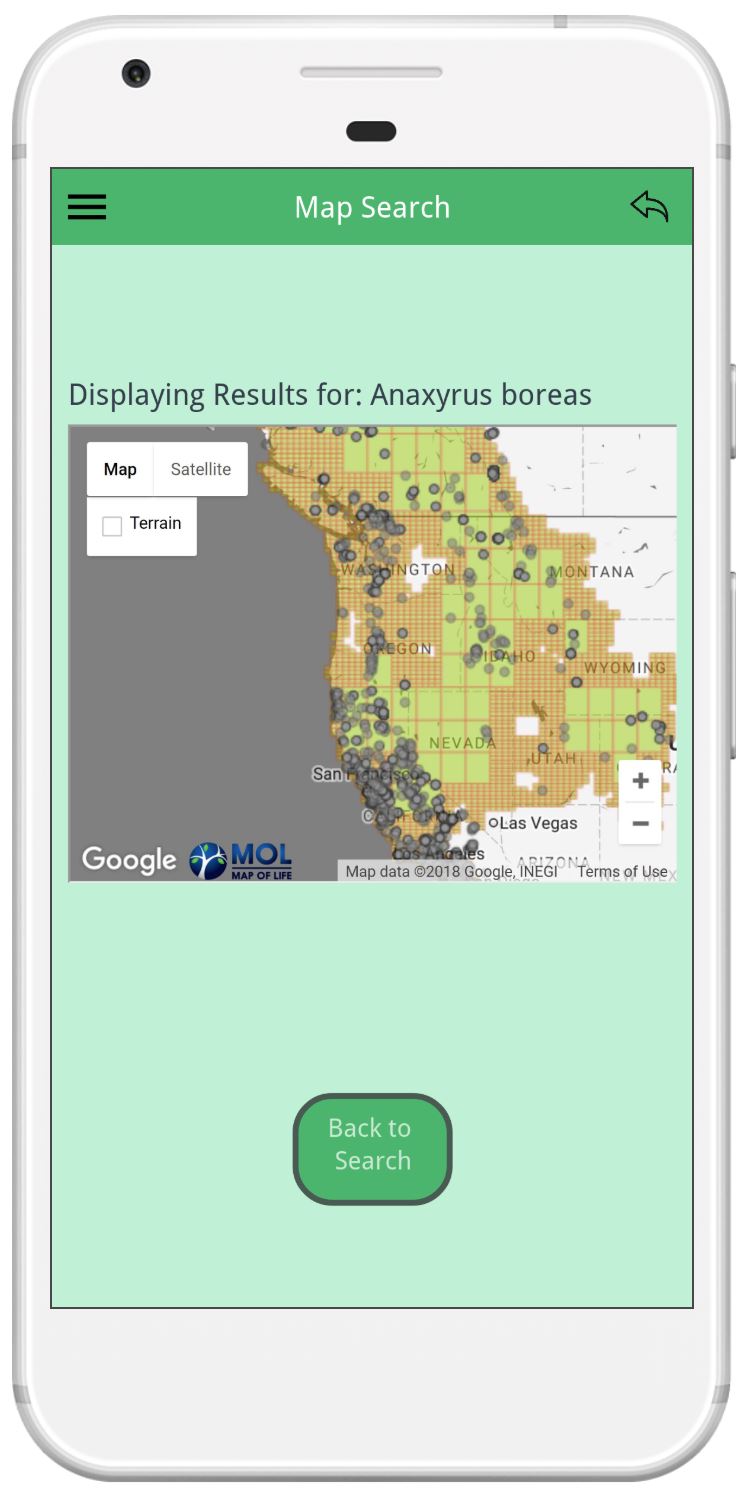 Map Search
Displaying Results for: Anaxyrus boreas
Map Satellite
Terrain
WASHINGTON
MONTANA
OREGON
IDAHO
WYOMING
NEVADA
UTAH
San Francisco
CALIFORNIA
Las Vegas
Los Angeles
ARIZONA
Google
MOL
MAP OF LIFE
Map data ©2018 Google, INEGI Terms of Use
Back to
Search